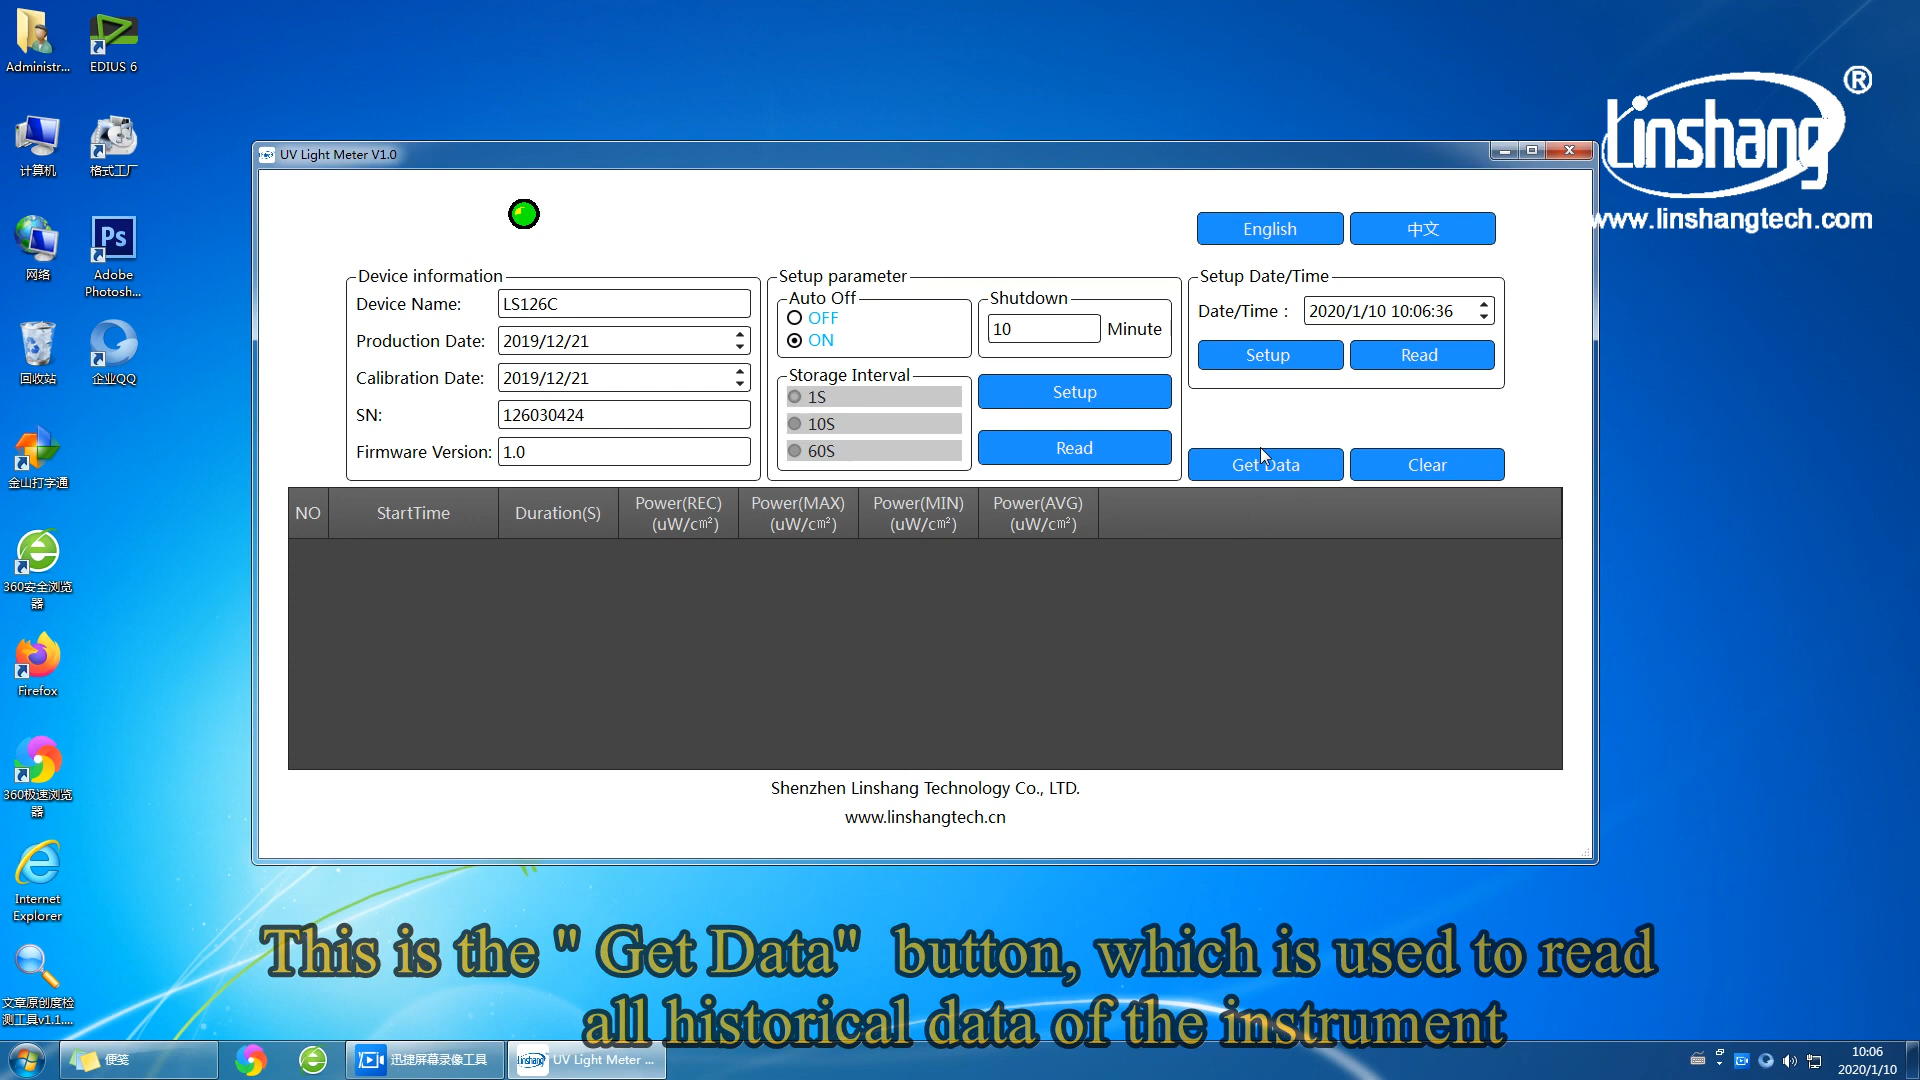 Administr...
EDIUS 6
计算机
格式工厂
网络
Ps
Adobe
Photosh...
回收站
企业QQ
金山打字通
360安全浏览
器
Firefox
360极速浏览
器
Internet
Explorer
文章原创度检
测工具v1.1....
Linshang®
www.linshangtech.com
UV Light Meter V1.0
English
中文
Device information
Device Name: LS126C
Production Date: 2019/12/21
Calibration Date: 2019/12/21
SN: 126030424
Firmware Version: 1.0
Setup parameter
Auto Off
OFF
ON
Shutdown
10 Minute
Storage Interval
1S
10S
60S
Setup
Read
Setup Date/Time
Date/Time : 2020/1/10 10:06:36
Setup
Read
Get Data
Clear
NO
StartTime
Duration(S)
Power(REC)
(uW/c㎡)
Power(MAX)
(uW/c㎡)
Power(MIN)
(uW/c㎡)
Power(AVG)
(uW/c㎡)
Shenzhen Linshang Technology Co., LTD.
www.linshangtech.cn
This is the " Get Data" button, which is used to read
all historical data of the instrument
便笺
迅捷屏幕录像工具
linshang
UV Light Meter ...
10:06
2020/1/10